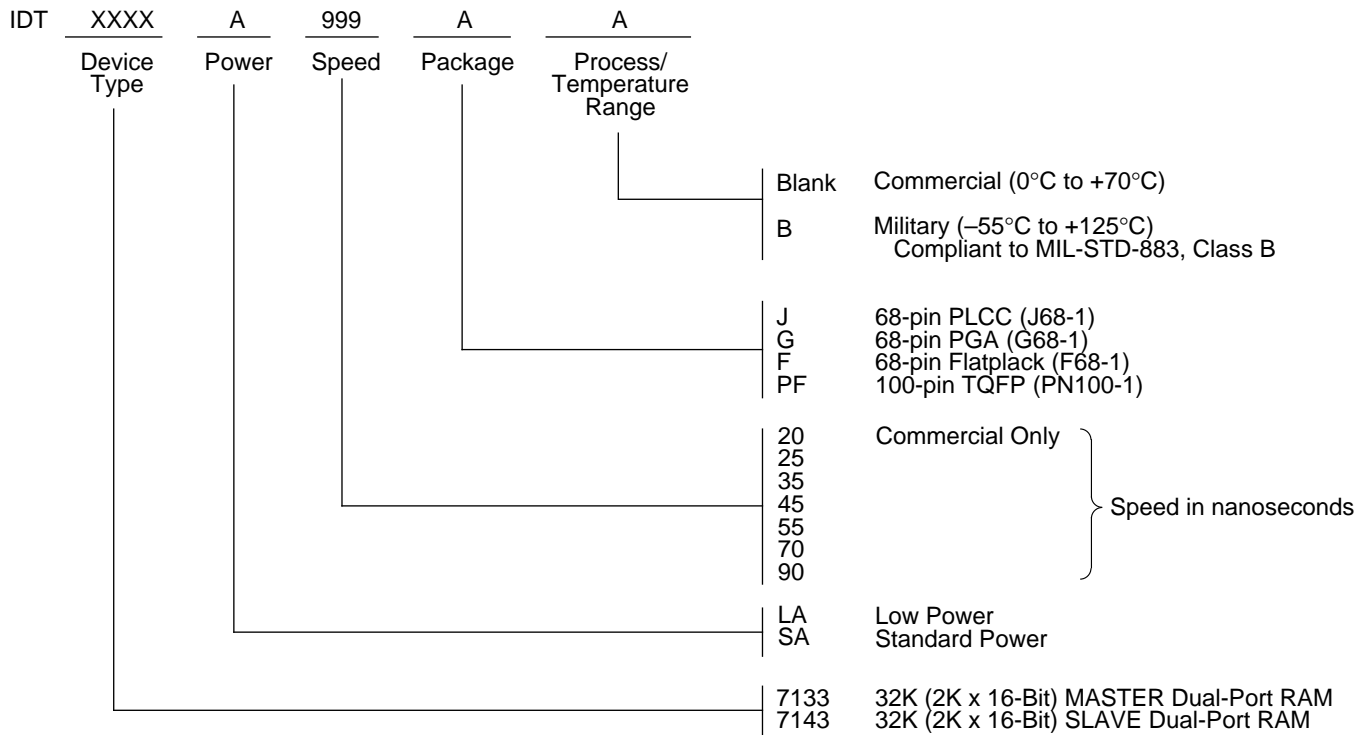 IDT XXXX A 999 A A
Device Type
Power
Speed
Package
Process/
Temperature
Range
Blank Commercial (0°C to +70°C)
B Military (–55°C to +125°C)
Compliant to MIL-STD-883, Class B
J 68-pin PLCC (J68-1)
G 68-pin PGA (G68-1)
F 68-pin Flatplack (F68-1)
PF 100-pin TQFP (PN100-1)
20 Commercial Only
25
35
45
55
70
90
Speed in nanoseconds
LA Low Power
SA Standard Power
7133 32K (2K x 16-Bit) MASTER Dual-Port RAM
7143 32K (2K x 16-Bit) SLAVE Dual-Port RAM